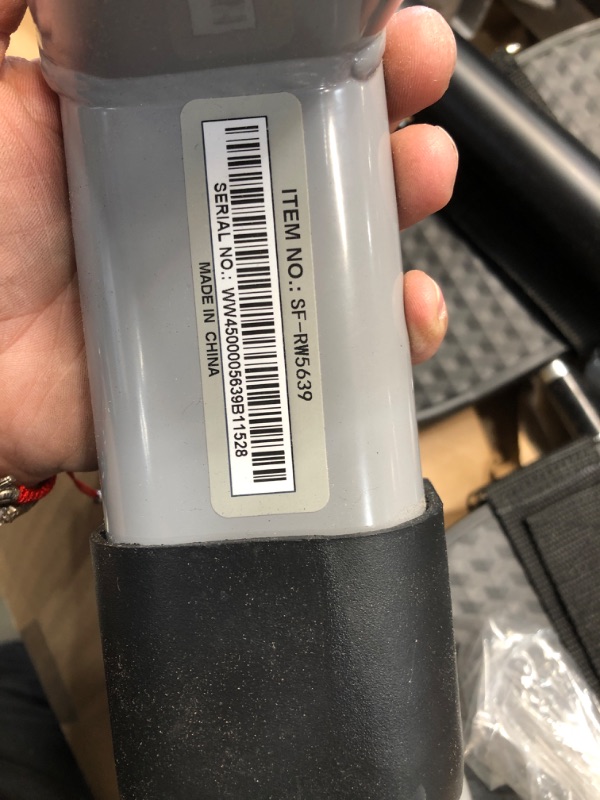 ITEM NO.: SF-RW5639
SERIAL NO.: WW4500005639B11528
MADE IN CHINA